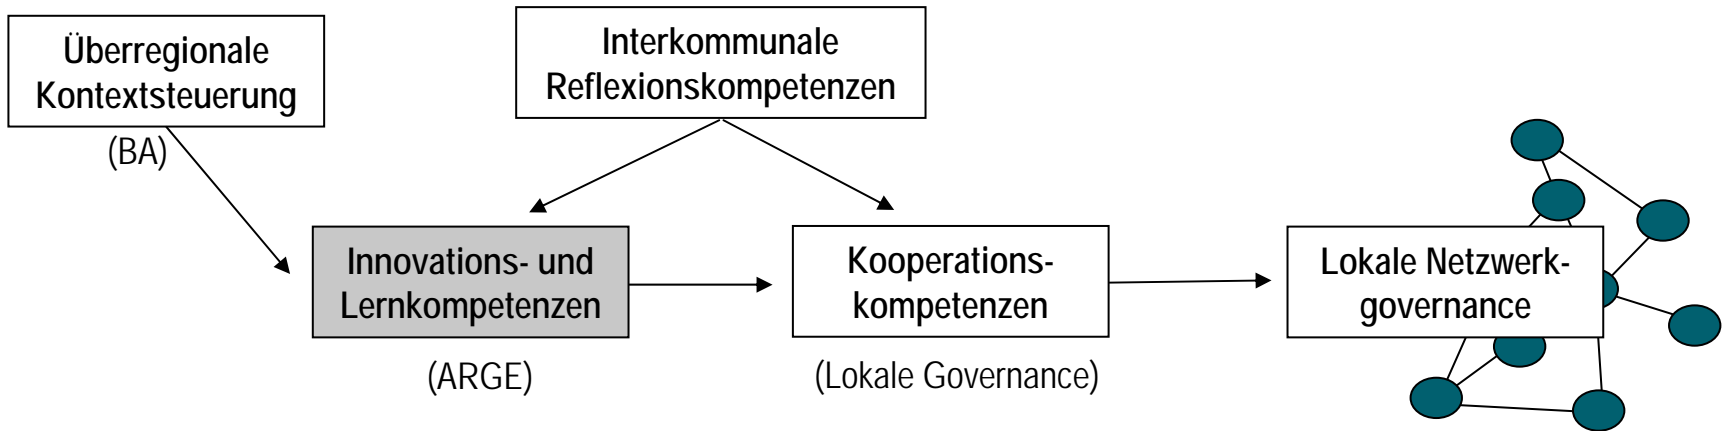 Überregionale
Kontextsteuerung
(BA)
Interkommunale
Reflexionskompetenzen
Innovations- und
Lernkompetenzen
(ARGE)
Kooperations-
kompetenzen
(Lokale Governance)
Lokale Netzwerk-
governance